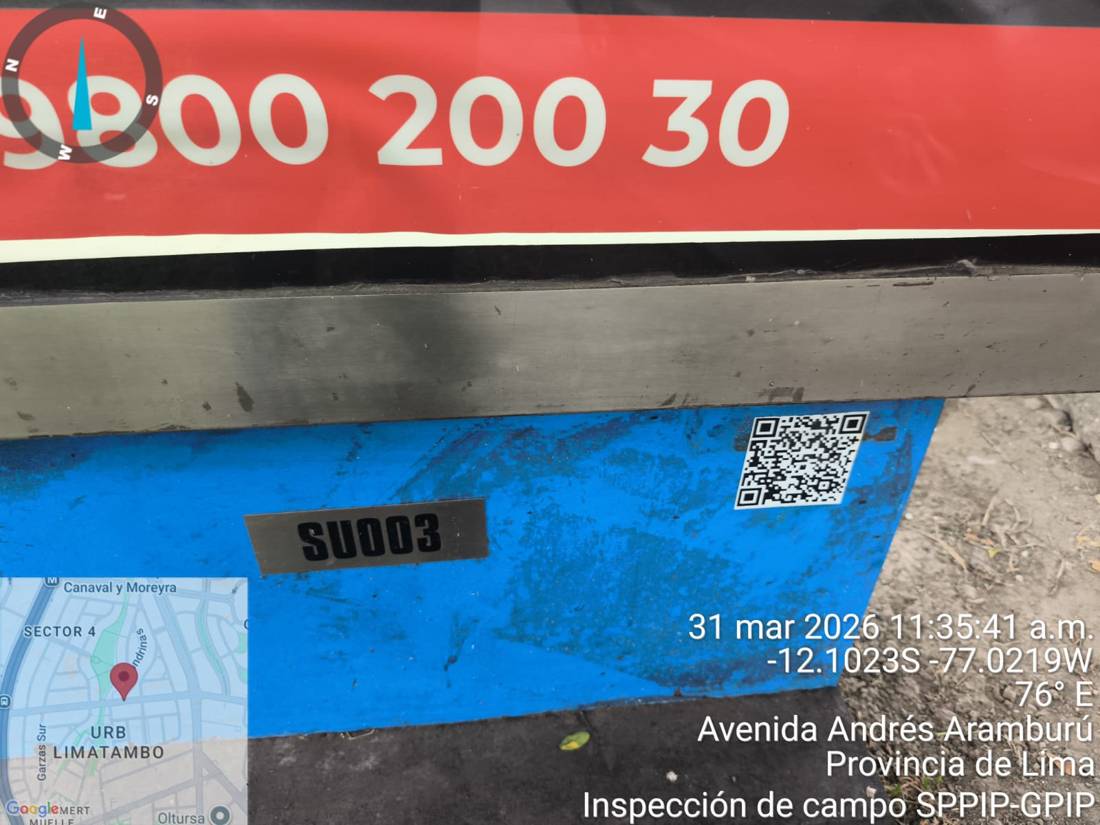 9800 200 30
SU003
E
N
S
W
Canaval y Moreyra
SECTOR 4
URB
LIMATAMBO
Garzas Sur
Google
Oltursa
31 mar 2026 11:35:41 a.m.
-12.1023S -77.0219W
76° E
Avenida Andrés Aramburú
Provincia de Lima
Inspección de campo SPPIP-GPIP